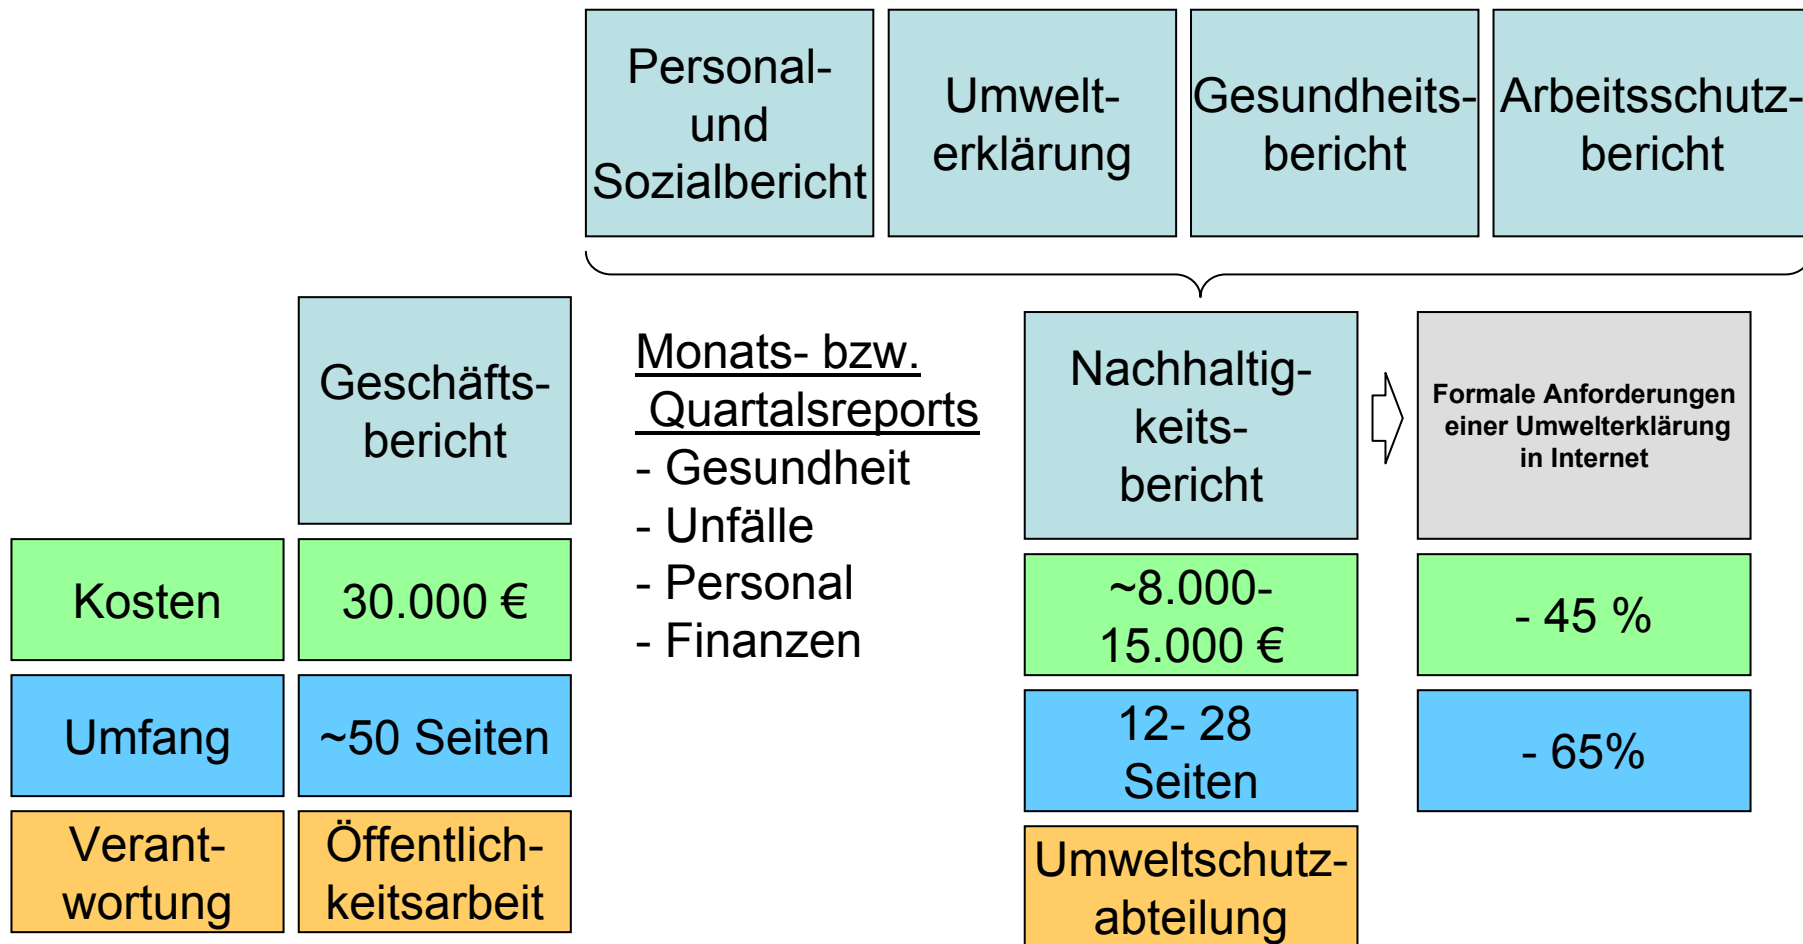 Personal-
und
Sozialbericht
Umwelt-
erklärung
Gesundheits-
bericht
Arbeitsschutz-
bericht
Geschäfts-
bericht
Monats- bzw.
Quartalsreports
- Gesundheit
- Unfälle
- Personal
- Finanzen
Nachhaltig-
keits-
bericht
Formale Anforderungen
einer Umwelterklärung
in Internet
Kosten
30.000 €
~8.000-
15.000 €
- 45 %
Umfang
~50 Seiten
12- 28
Seiten
- 65%
Verant-
wortung
Öffentlich-
keitsarbeit
Umweltschutz-
abteilung